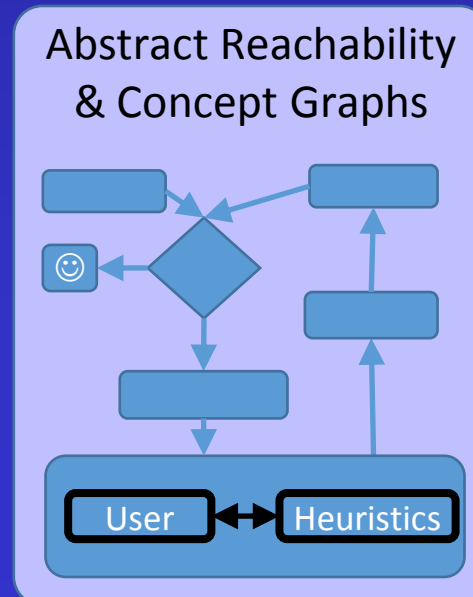 Abstract Reachability
& Concept Graphs
User
Heuristics